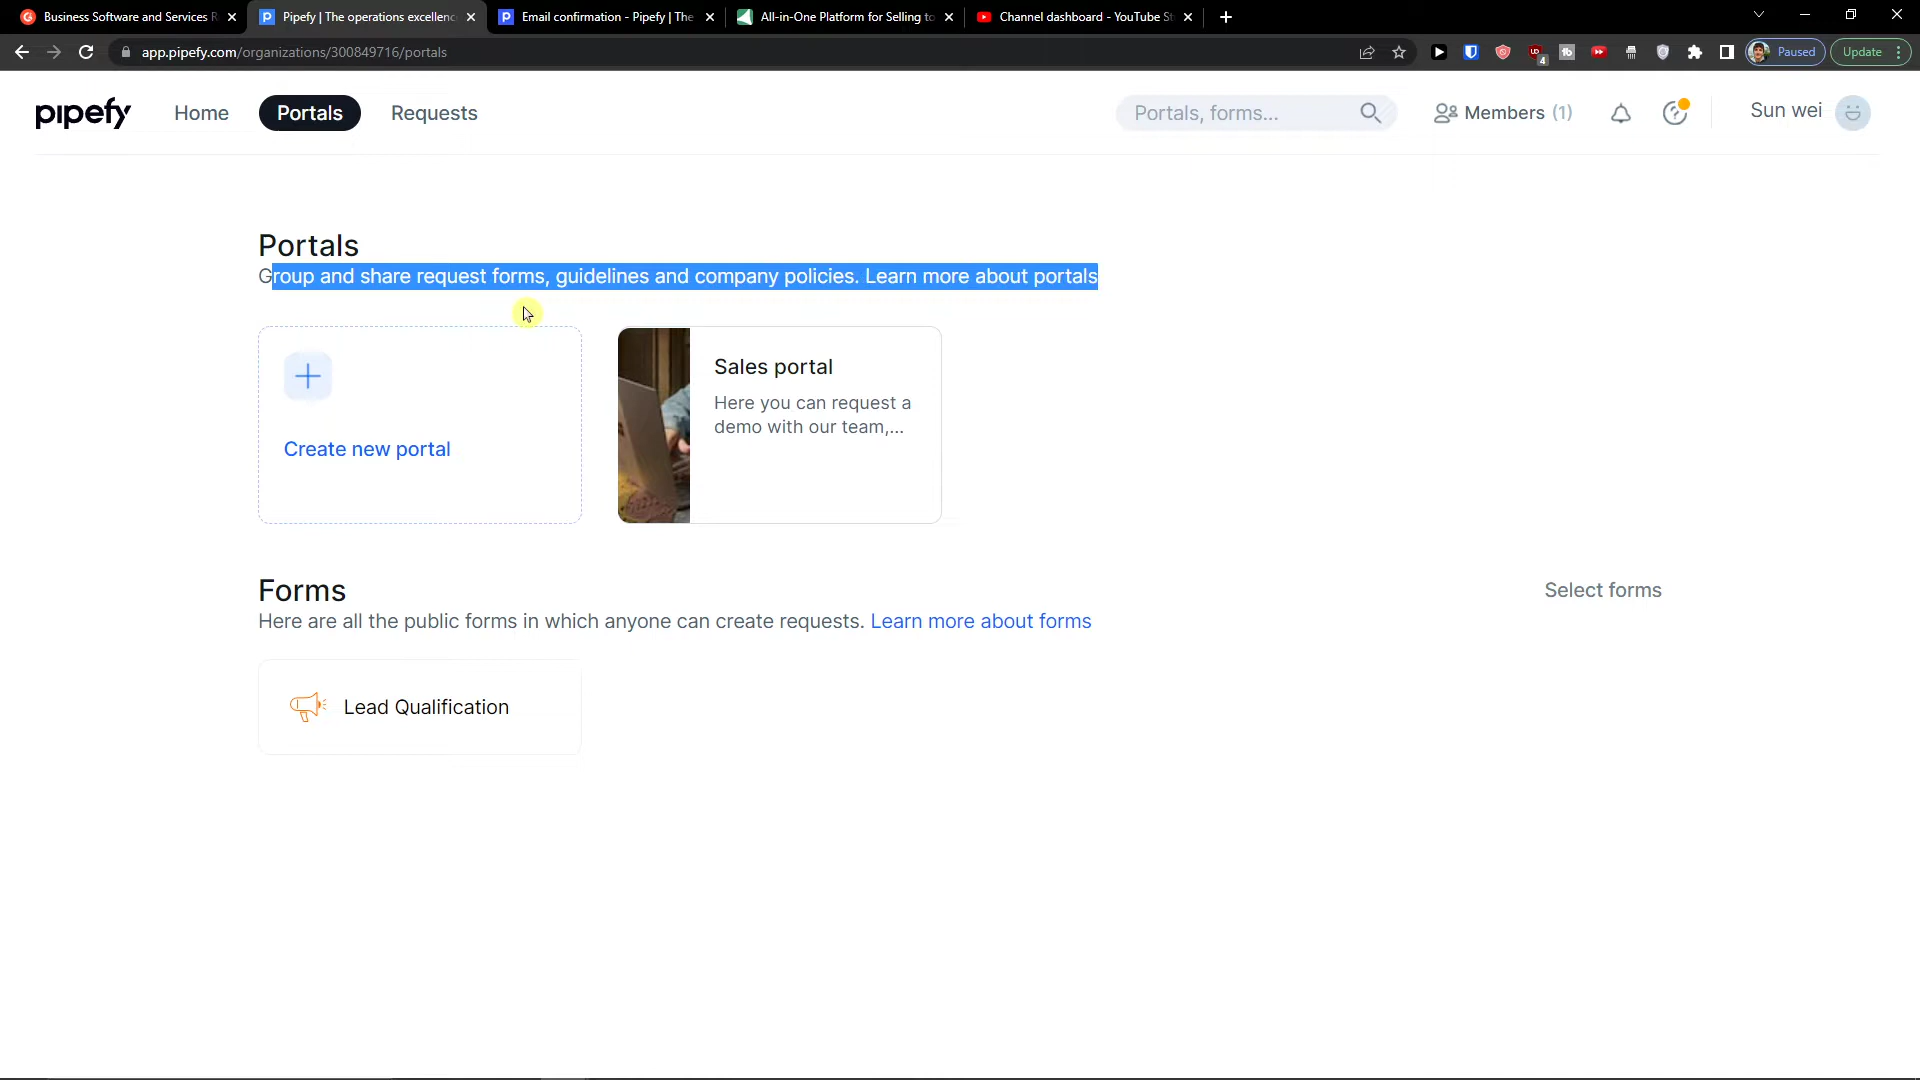 Business Software and Services R
Pipefy | The operations excellenc
Email confirmation - Pipefy | The
All-in-One Platform for Selling to
Channel dashboard - YouTube St
app.pipefy.com/organizations/300849716/portals
4
Paused
Update
pipefy
Home
Portals
Requests
Portals, forms...
Members (1)
Sun wei
Portals
Group and share request forms, guidelines and company policies. Learn more about portals
Create new portal
Sales portal
Here you can request a
demo with our team,...
Forms
Select forms
Here are all the public forms in which anyone can create requests. Learn more about forms
Lead Qualification